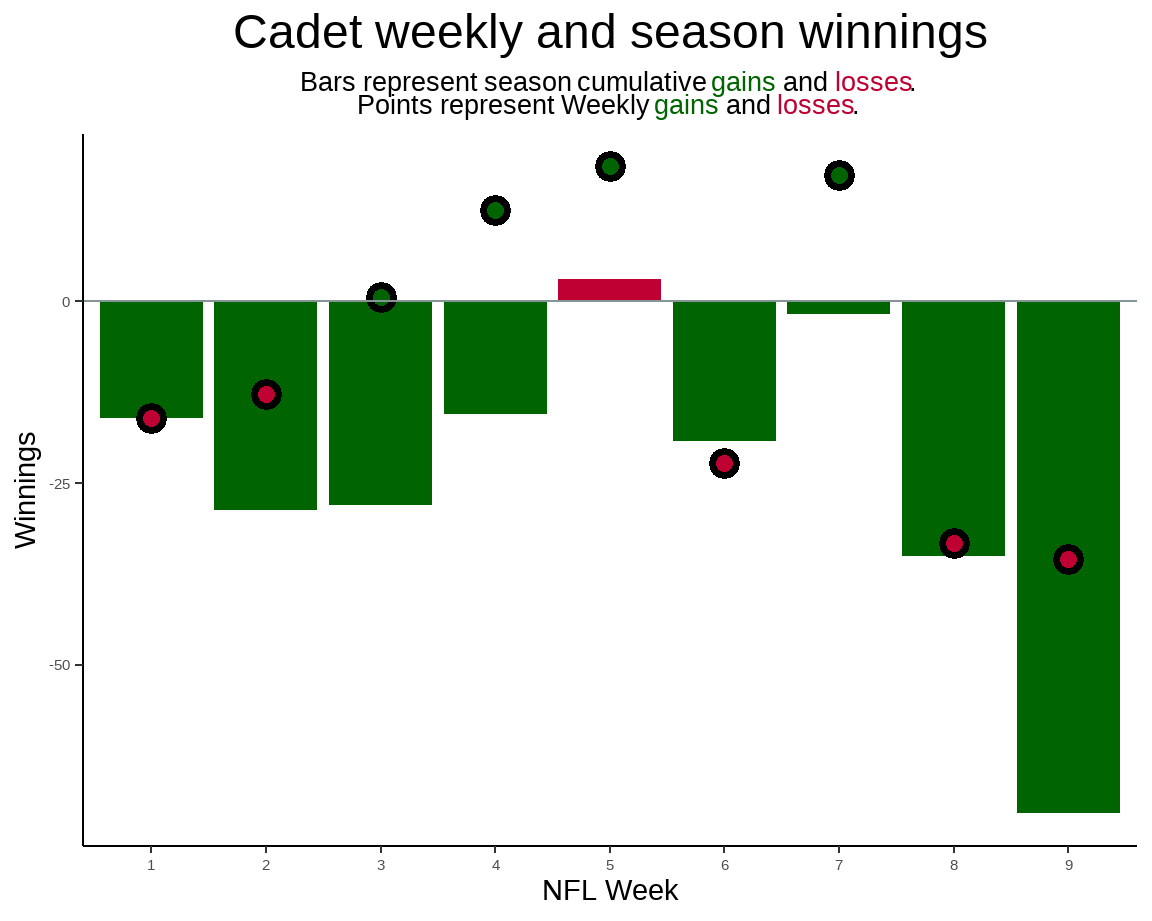 Cadet weekly and season winnings
Bars represent season cumulative gains and losses.
Points represent Weekly gains and losses.
Winnings
0
-25
-50
1 2 3 4 5 6 7 8 9
NFL Week